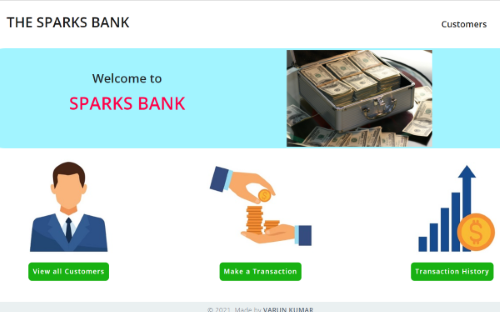 THE SPARKS BANK
Customers
Welcome to
SPARKS BANK
View all Customers
Make a Transaction
Transaction History
© 2021. Made by VARUN KUMAR